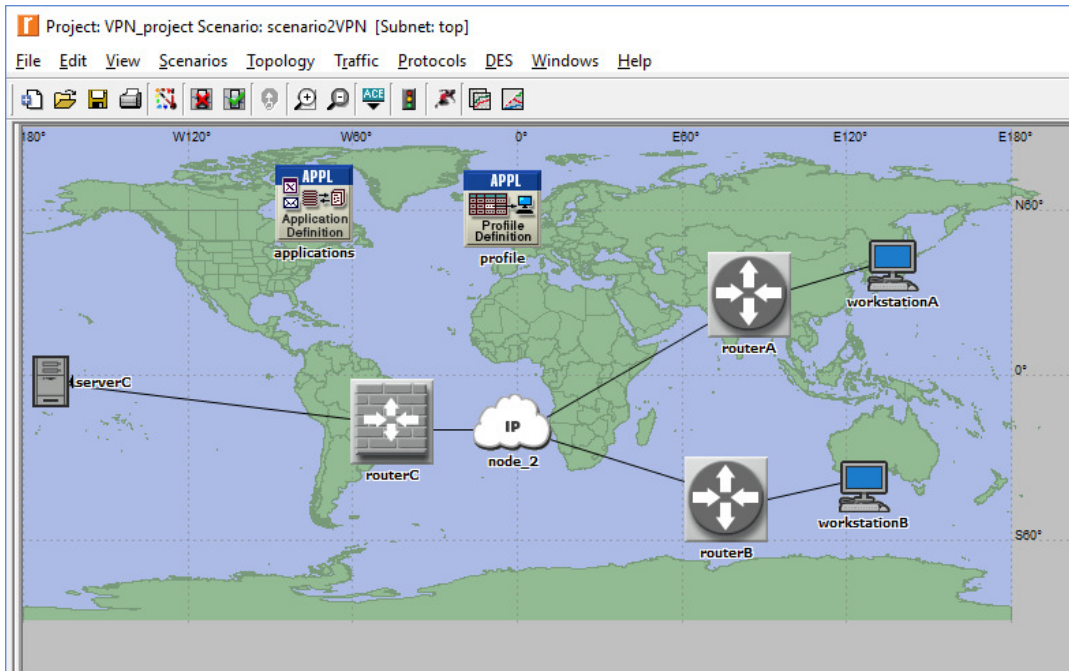 Project: VPN_project Scenario: scenario2VPN [Subnet: top]
File Edit View Scenarios Topology Traffic Protocols DES Windows Help
ACE
180° W120° W60° 0° E60° E120° E180°
APPL
Application
Definition
applications
APPL
Profile
Definition
profile
N60°
workstationA
routerA
0°
serverC
IP
node_2
routerC
workstationB
routerB
S60°